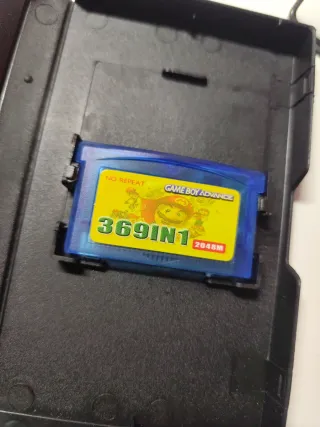 NO REPEAT
GAME BOY ADVANCE
369IN1
2048M